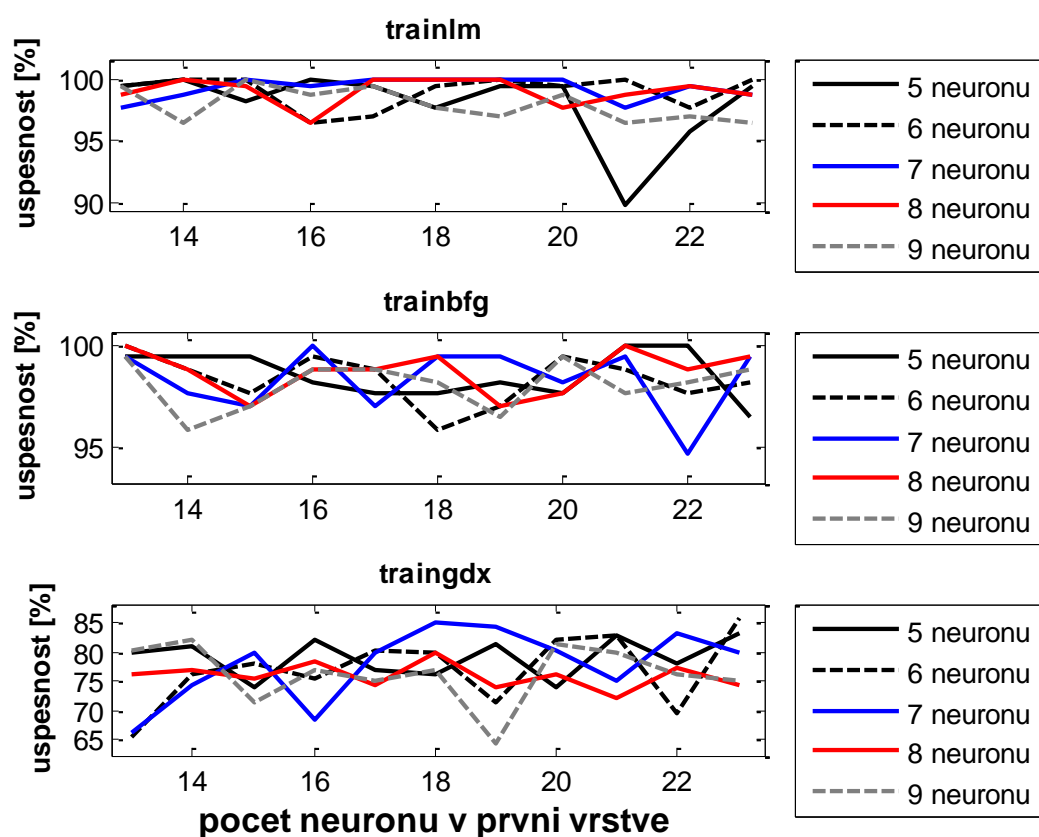 trainlm
uspesnost [%]
100
95
90
14 16 18 20 22
5 neuronu
6 neuronu
7 neuronu
8 neuronu
9 neuronu
trainbfg
uspesnost [%]
100
95
14 16 18 20 22
5 neuronu
6 neuronu
7 neuronu
8 neuronu
9 neuronu
traingdx
uspesnost [%]
85
80
75
70
65
14 16 18 20 22
5 neuronu
6 neuronu
7 neuronu
8 neuronu
9 neuronu
pocet neuronu v prvni vrstve